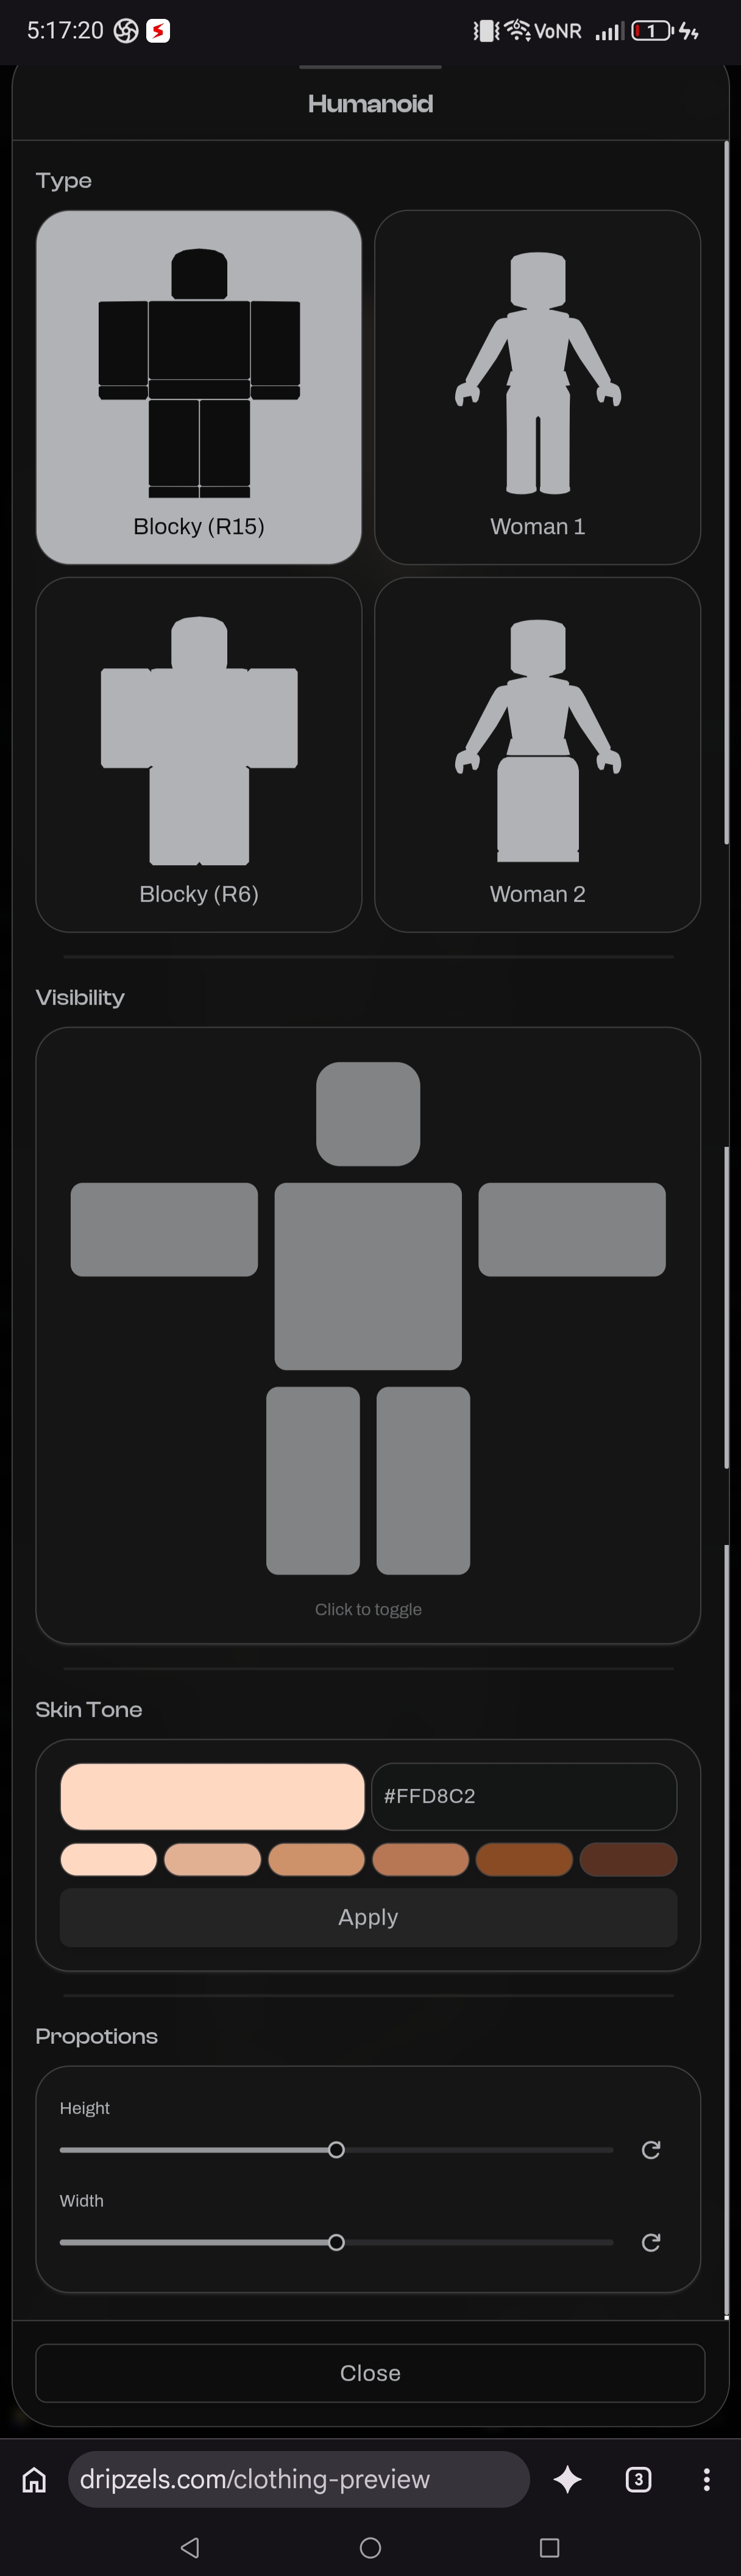 5:17:20
VoNR
1
Humanoid
Type
Blocky (R15)
Woman 1
Blocky (R6)
Woman 2
Visibility
Click to toggle
Skin Tone
#FFD8C2
Apply
Propotions
Height
Width
Close
dripzels.com/clothing-preview
3